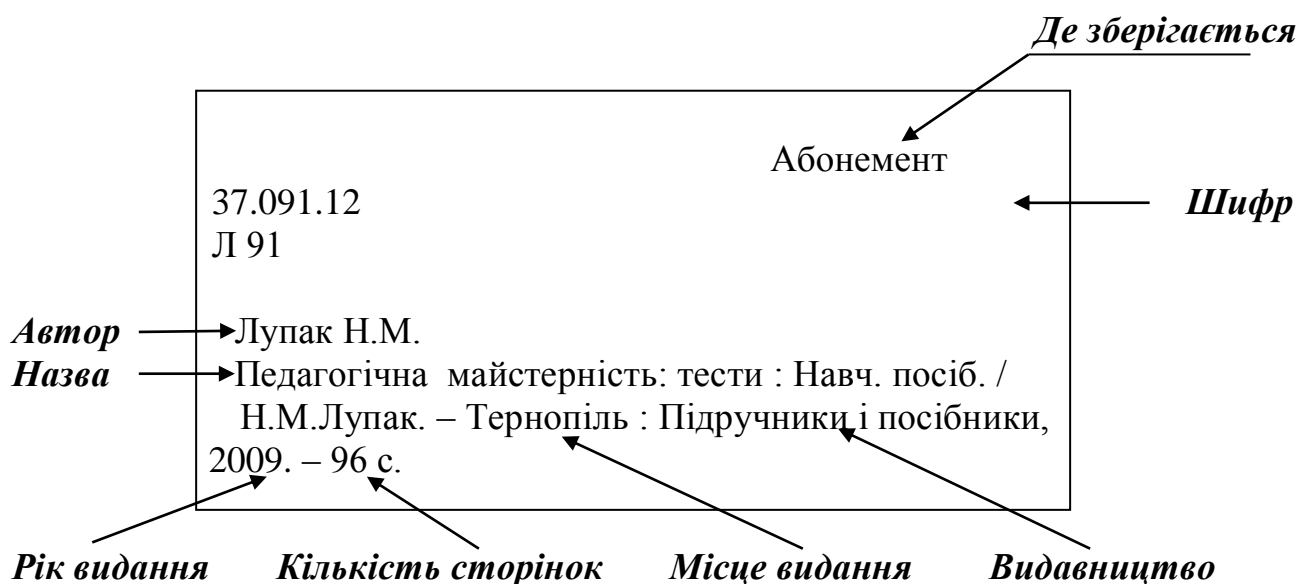 Де зберігається
Абонемент
37.091.12
Шифр
Л 91
Автор
Лупак Н.М.
Назва
Педагогічна майстерність: тести : Навч. посіб. /
Н.М.Лупак. – Тернопіль : Підручники і посібники,
2009. – 96 с.
Рік видання Кількість сторінок Місце видання Видавництво